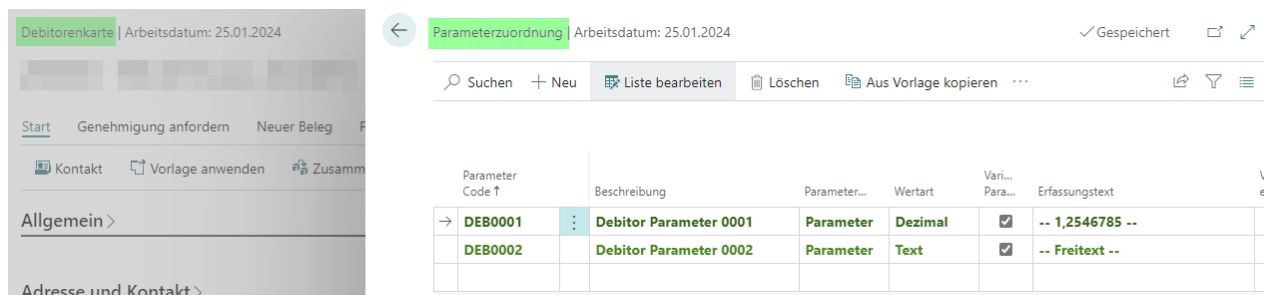 Debitorenkarte | Arbeitsdatum: 25.01.2024
Start Genehmigung anfordern Neuer Beleg
Kontakt Vorlage anwenden Zusamm
Allgemein >
Adresse und Kontakt >
Parameterzuordnung | Arbeitsdatum: 25.01.2024 ✓ Gespeichert
Suchen + Neu Liste bearbeiten Löschen Aus Vorlage kopieren ···
Parameter Vari...
Code ↑ Beschreibung Parameter... Wertart Para... Erfassungstext
→ DEB0001 Debitor Parameter 0001 Parameter Dezimal -- 1,2546785 --
DEB0002 Debitor Parameter 0002 Parameter Text -- Freitext --